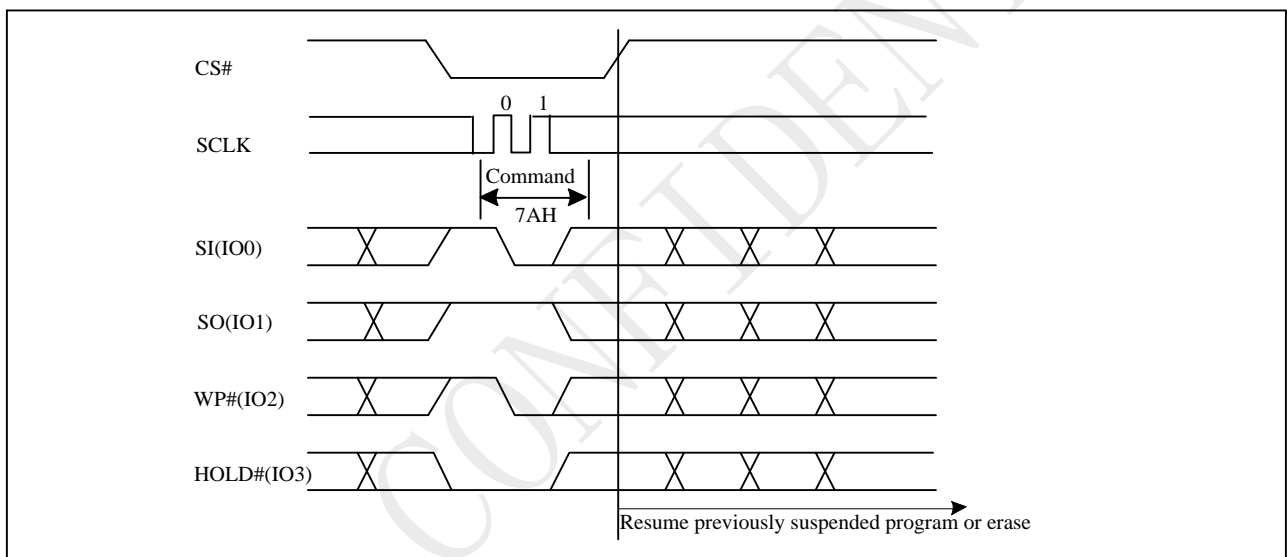 CS#
0 1
SCLK
Command
7AH
SI(IO0)
SO(IO1)
WP#(IO2)
HOLD#(IO3)
Resume previously suspended program or erase
CONFIDEN